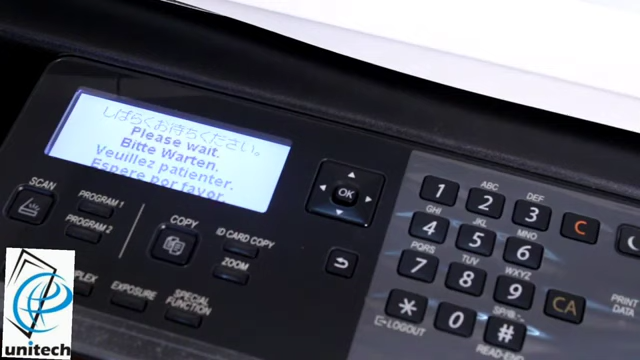 しばらくお待ちください。
Please wait.
Bitte Warten.
Veuillez patienter.
Espere por favor.
SCAN
PROGRAM 1
PROGRAM 2
COPY
ID CARD COPY
ZOOM
EXPOSURE
SPECIAL
FUNCTION
OK
1
ABC
2
DEF
3
C
GHI
4
JKL
5
MNO
6
PQRS
7
TUV
8
WXYZ
9
CA
PRINT
DATA
*
LOGOUT
0
#
unitech